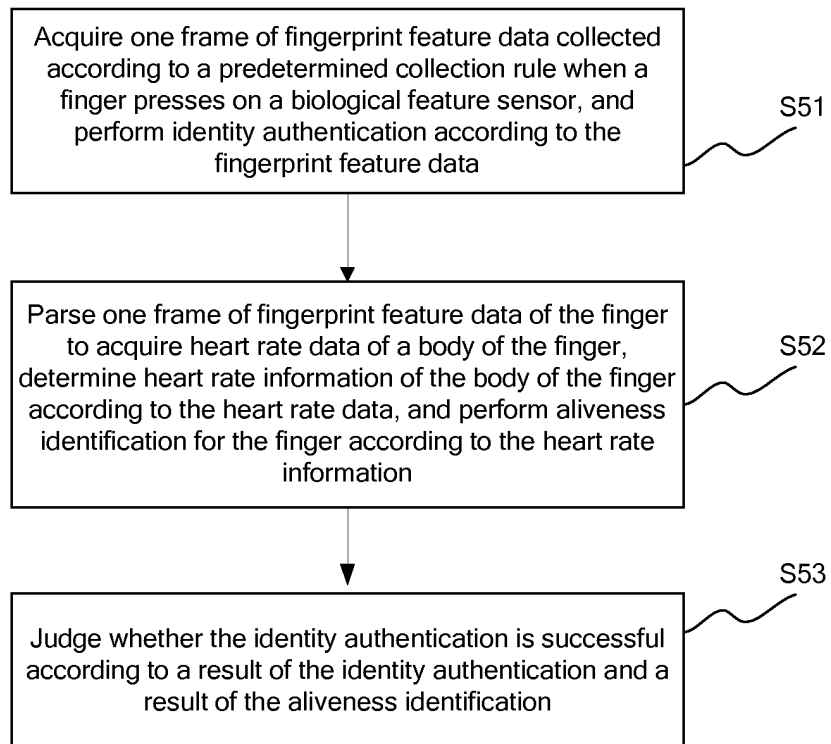 Acquire one frame of fingerprint feature data collected
according to a predetermined collection rule when a
finger presses on a biological feature sensor, and
perform identity authentication according to the
fingerprint feature data
S51
Parse one frame of fingerprint feature data of the finger
to acquire heart rate data of a body of the finger,
determine heart rate information of the body of the finger
according to the heart rate data, and perform aliveness
identification for the finger according to the heart rate
information
S52
Judge whether the identity authentication is successful
according to a result of the identity authentication and a
result of the aliveness identification
S53